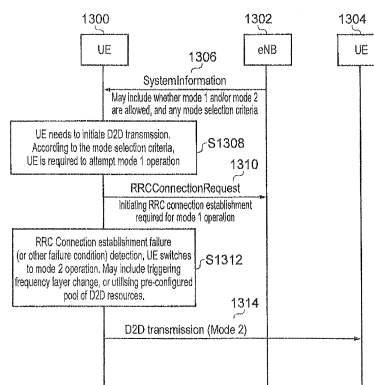 1300
1302
1304
UE
eNB
UE
1306
SystemInformation
May include whether mode 1 and/or mode 2
are allowed, and any mode selection criteria
UE needs to initiate D2D transmssion.
According to the mode selection criteria,
UE is required to attempt mode 1 operation
S1308
1310
RRCConnectionRequest
Initiating RRC connection establishment
required for mode 1 operation
RRC Connection establishment failure
(or other failure condition) detection, UE switches
to mode 2 operation. May include triggering
frequency layer change, or utilising pre-configured
pool of D2D resources.
S1312
1314
D2D transmission (Mode 2)